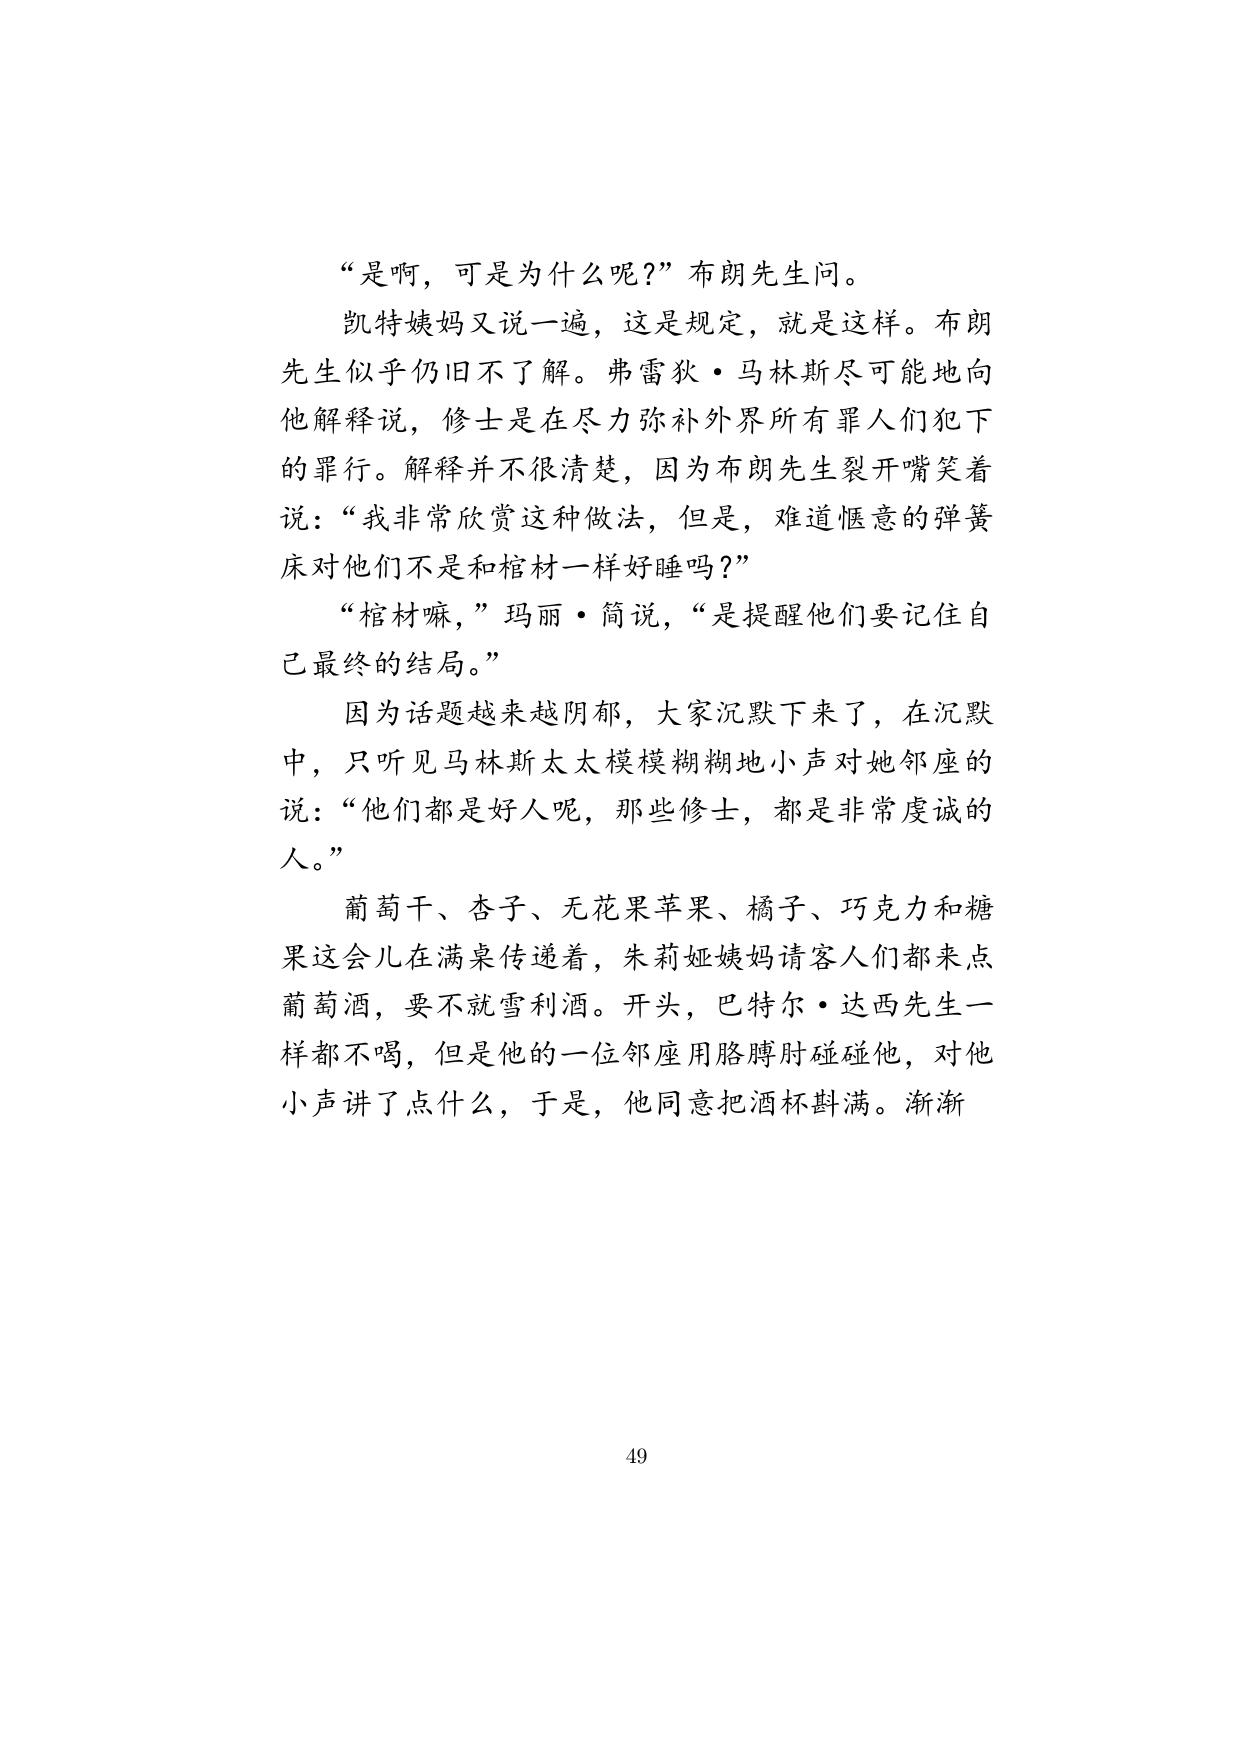 “是啊，可是为什么呢?”布朗先生问。
凯特姨妈又说一遍，这是规定，就是这样。布朗
先生似乎仍旧不了解。弗雷狄·马林斯尽可能地向
他解释说，修士是在尽力弥补外界所有罪人们犯下
的罪行。解释并不很清楚，因为布朗先生裂开嘴笑着
说：“我非常欣赏这种做法，但是，难道惬意的弹簧
床对他们不是和棺材一样好睡吗?”
“棺材嘛，”玛丽·简说，“是提醒他们要记住自
己最终的结局。”
因为话题越来越阴郁，大家沉默下来了，在沉默
中，只听见马林斯太太模模糊糊地小声对她邻座的
说：“他们都是好人呢，那些修士，都是非常虔诚的
人。”
葡萄干、杏子、无花果苹果、橘子、巧克力和糖
果这会儿在满桌传递着，朱莉娅姨妈请客人们都来点
葡萄酒，要不就雪利酒。开头，巴特尔·达西先生一
样都不喝，但是他的一位邻座用胳膊肘碰碰他，对他
小声讲了点什么，于是，他同意把酒杯斟满。渐渐
49